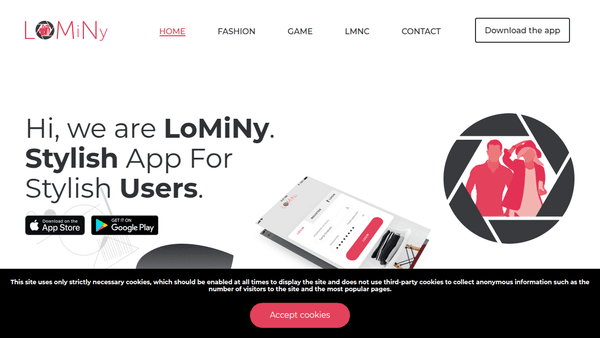 LOMiNy
HOME
FASHION
GAME
LMNC
CONTACT
Download the app
Hi, we are LoMiNy.
Stylish App For
Stylish Users.
Download on the
App Store
GET IT ON
Google Play
This site uses only strictly necessary cookies, which should be enabled at all times to display the site and does not use third-party cookies to collect anonymous information such as the
number of visitors to the site and the most popular pages.
Accept cookies